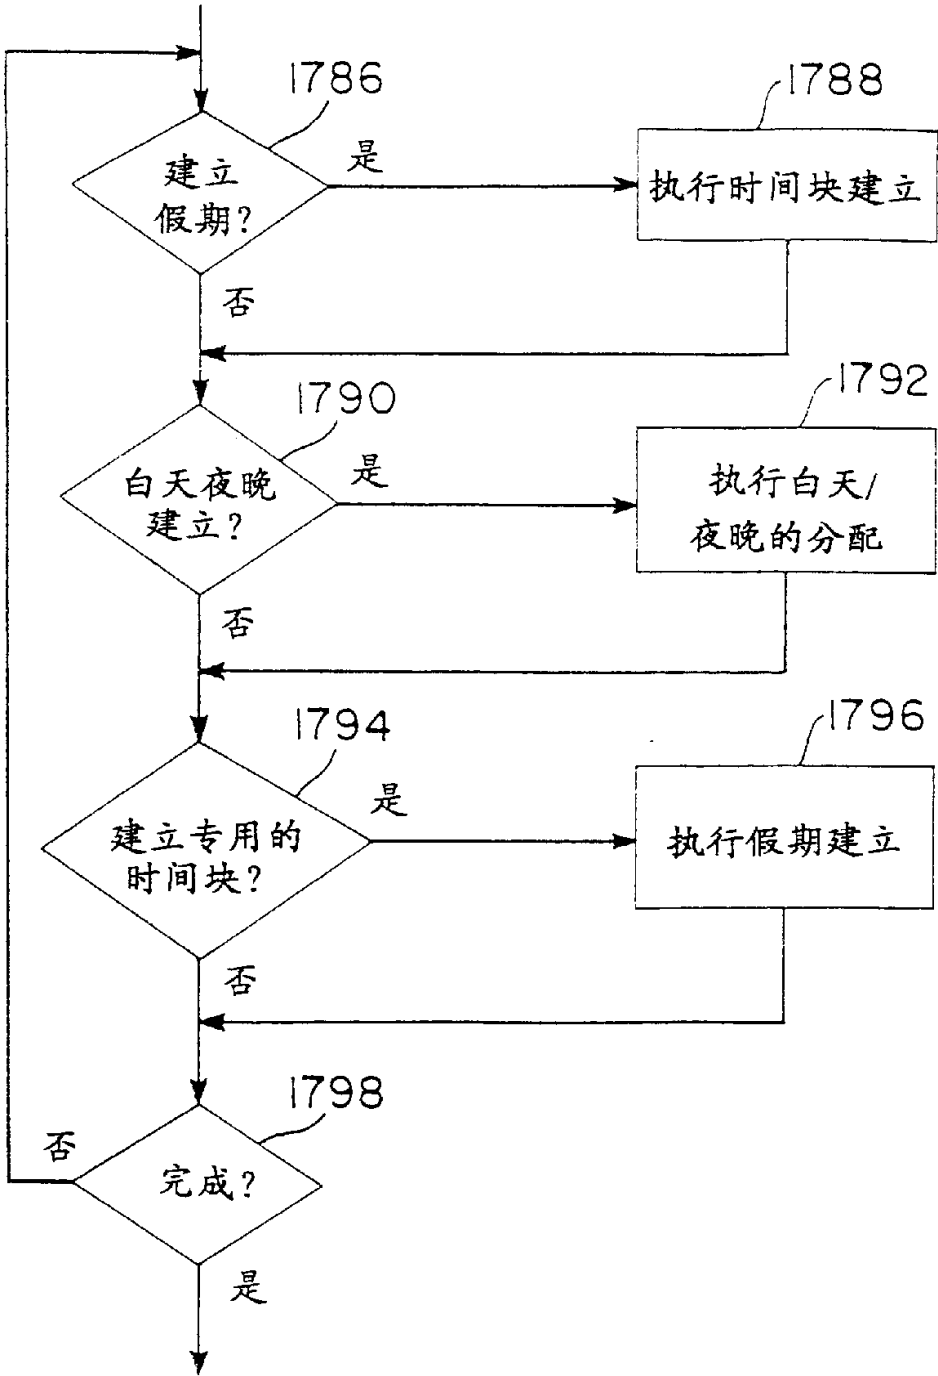 1786
1788
建立
假期?
是
执行时间块建立
否
1790
1792
白天夜晚
建立?
是
执行白天/
夜晚的分配
否
1794
1796
建立专用的
时间块?
是
执行假期建立
否
1798
否
完成?
是